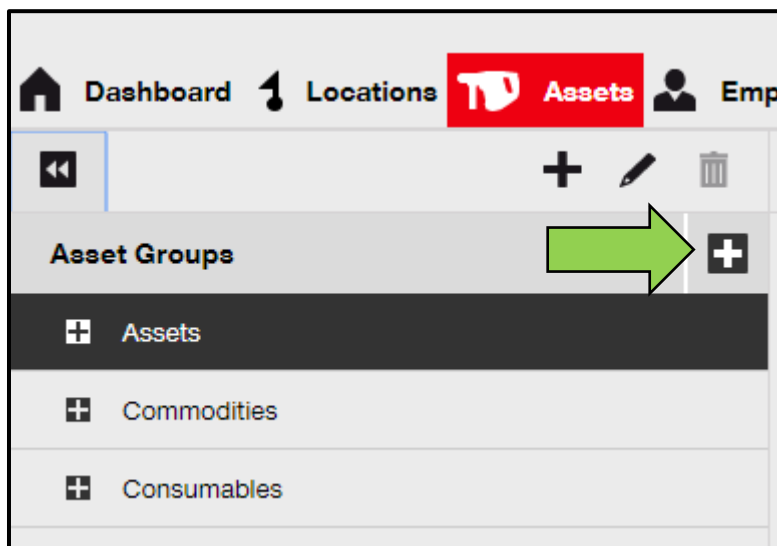 Dashboard Locations Assets Emp
Asset Groups
Assets
Commodities
Consumables